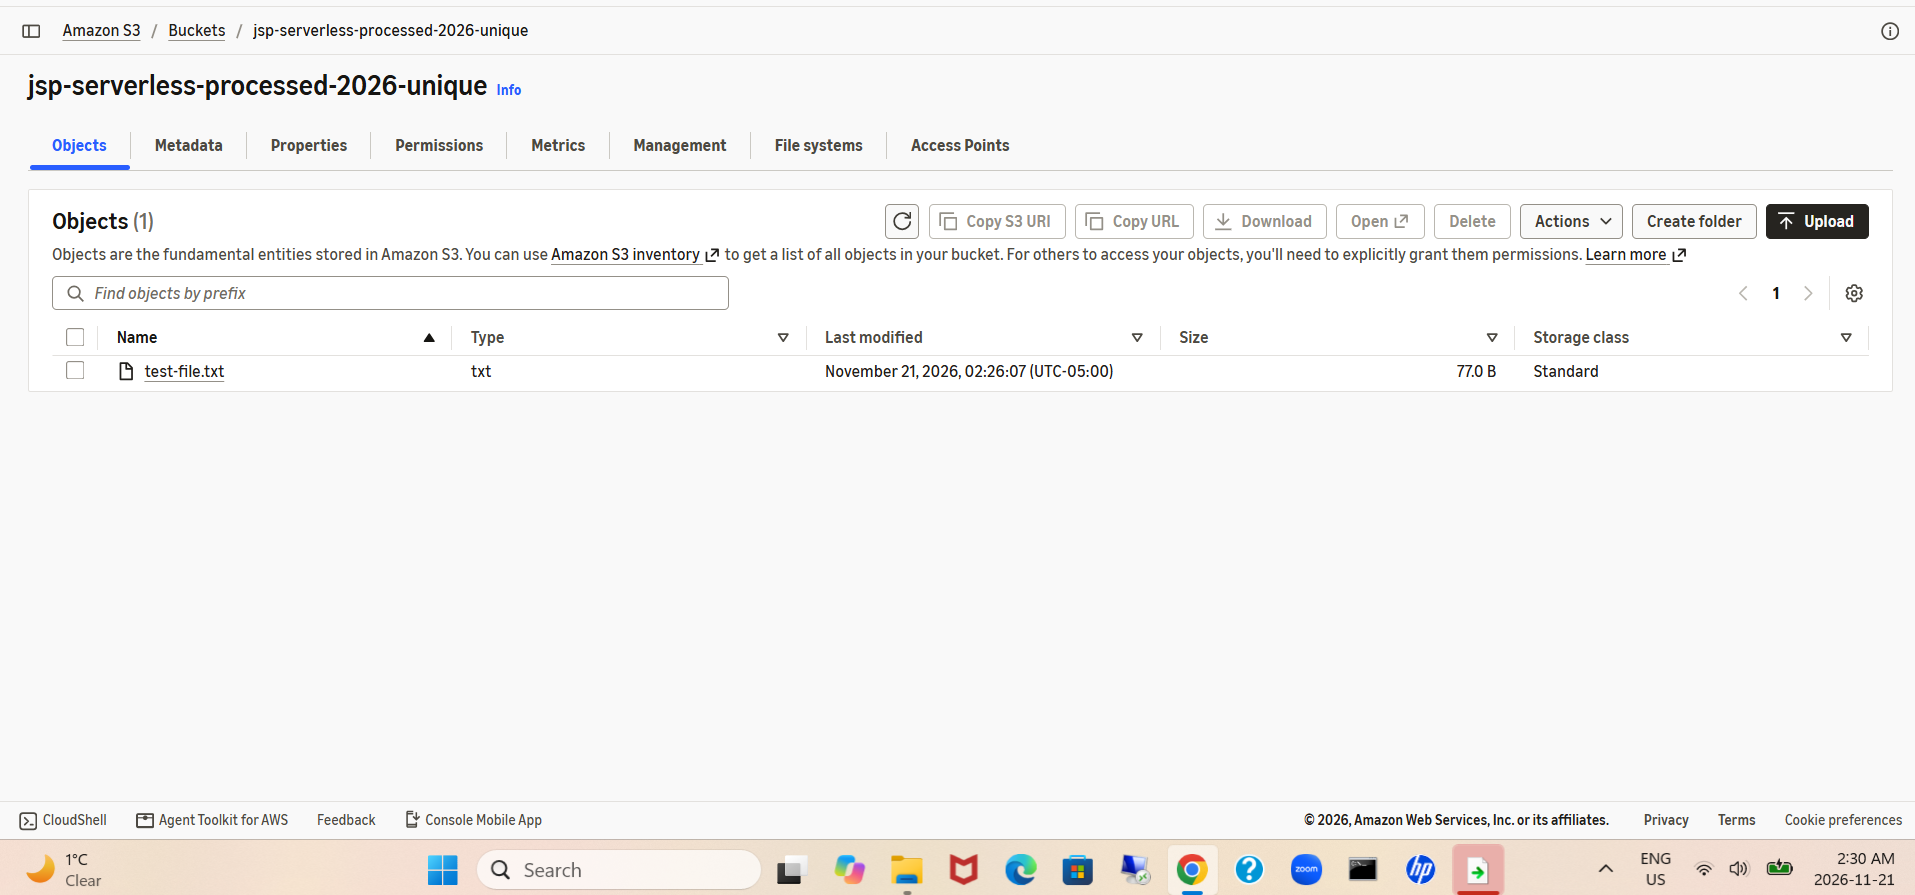 Amazon S3 / Buckets / jsp-serverless-processed-2026-unique
jsp-serverless-processed-2026-unique Info
Objects Metadata Properties Permissions Metrics Management File systems Access Points
Objects (1) Copy S3 URI Copy URL Download Open Delete Actions Create folder Upload
Objects are the fundamental entities stored in Amazon S3. You can use Amazon S3 inventory to get a list of all objects in your bucket. For others to access your objects, you'll need to explicitly grant them permissions. Learn more
Find objects by prefix 1
Name Type Last modified Size Storage class
test-file.txt txt November 21, 2026, 02:26:07 (UTC-05:00) 77.0 B Standard
CloudShell Agent Toolkit for AWS Feedback Console Mobile App © 2026, Amazon Web Services, Inc. or its affiliates. Privacy Terms Cookie preferences
1°C
Clear
Search
zoom
hp
ENG
US
2:30 AM
2026-11-21